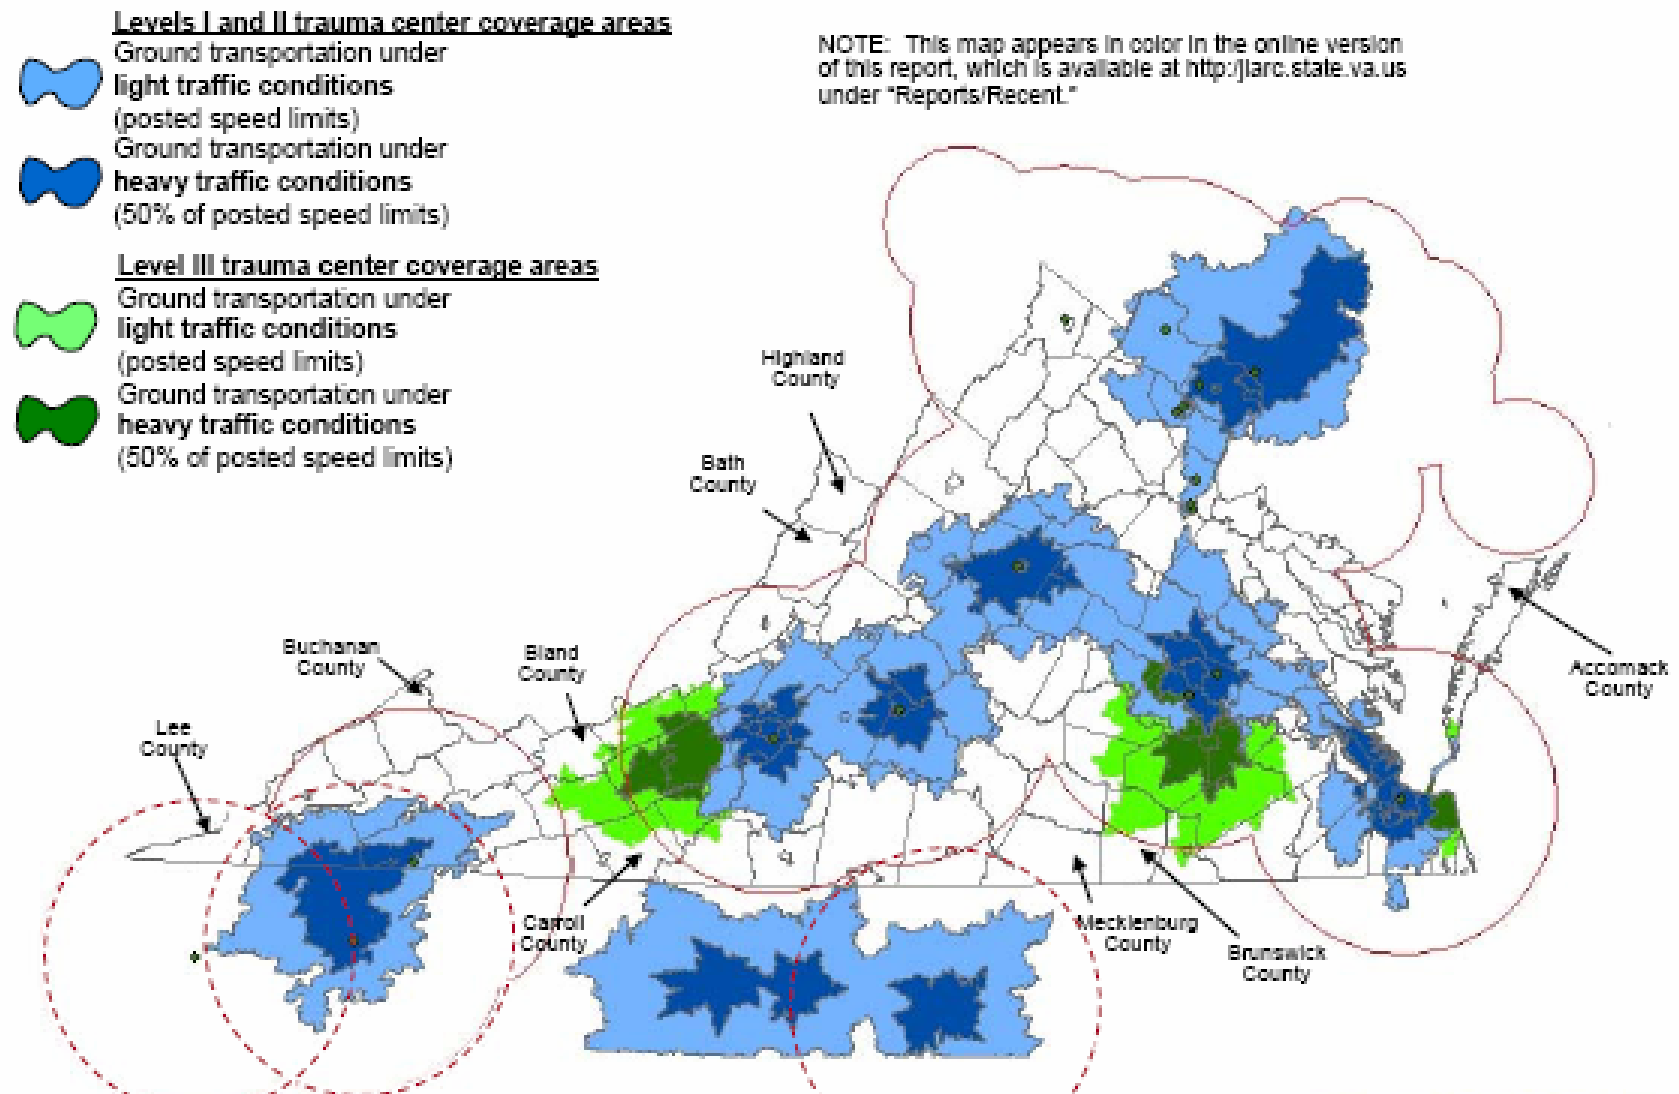 Levels I and II trauma center coverage areas
Ground transportation under
light traffic conditions
(posted speed limits)
Ground transportation under
heavy traffic conditions
(50% of posted speed limits)
Level III trauma center coverage areas
Ground transportation under
light traffic conditions
(posted speed limits)
Ground transportation under
heavy traffic conditions
(50% of posted speed limits)
NOTE: This map appears in color in the online version
of this report, which is available at http:/jlarc.state.va.us
under "Reports/Recent."
Highland
County
Bath
County
Buchanan
County
Bland
County
Lee
County
Accomack
County
Carroll
County
Mecklenburg
County
Brunswick
County